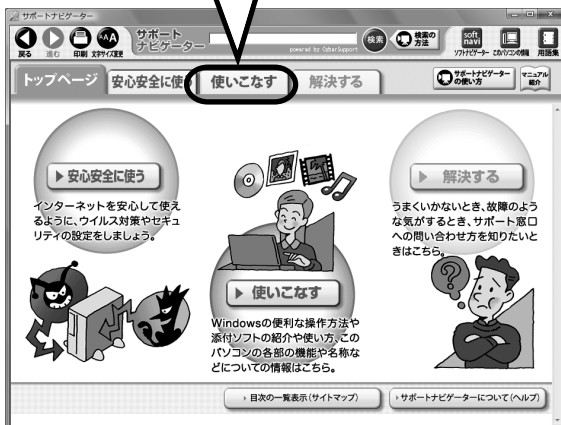 サポートナビゲーター
戻る
進む
印刷
文字サイズ変更
サポート
ナビゲーター
powered by CyberSupport
検索
検索の
方法
soft
navi
ソフトナビゲーター
このパソコンの情報
用語集
トップページ
安心安全に使う
使いこなす
解決する
サポートナビゲーター
の使い方
マニュアル
紹介
安心安全に使う
インターネットを安心して使え
るように、ウイルス対策やセキュ
リティの設定をしましょう。
使いこなす
Windowsの便利な操作方法や
添付ソフトの紹介や使い方、この
パソコンの各部の機能や名称な
どについての情報はこちら。
解決する
うまくいかないとき、故障のよう
な気がするとき、サポート窓口
への問い合わせ方を知りたいと
きはこちら。
?
目次の一覧表示(サイトマップ)
サポートナビゲーターについて(ヘルプ)